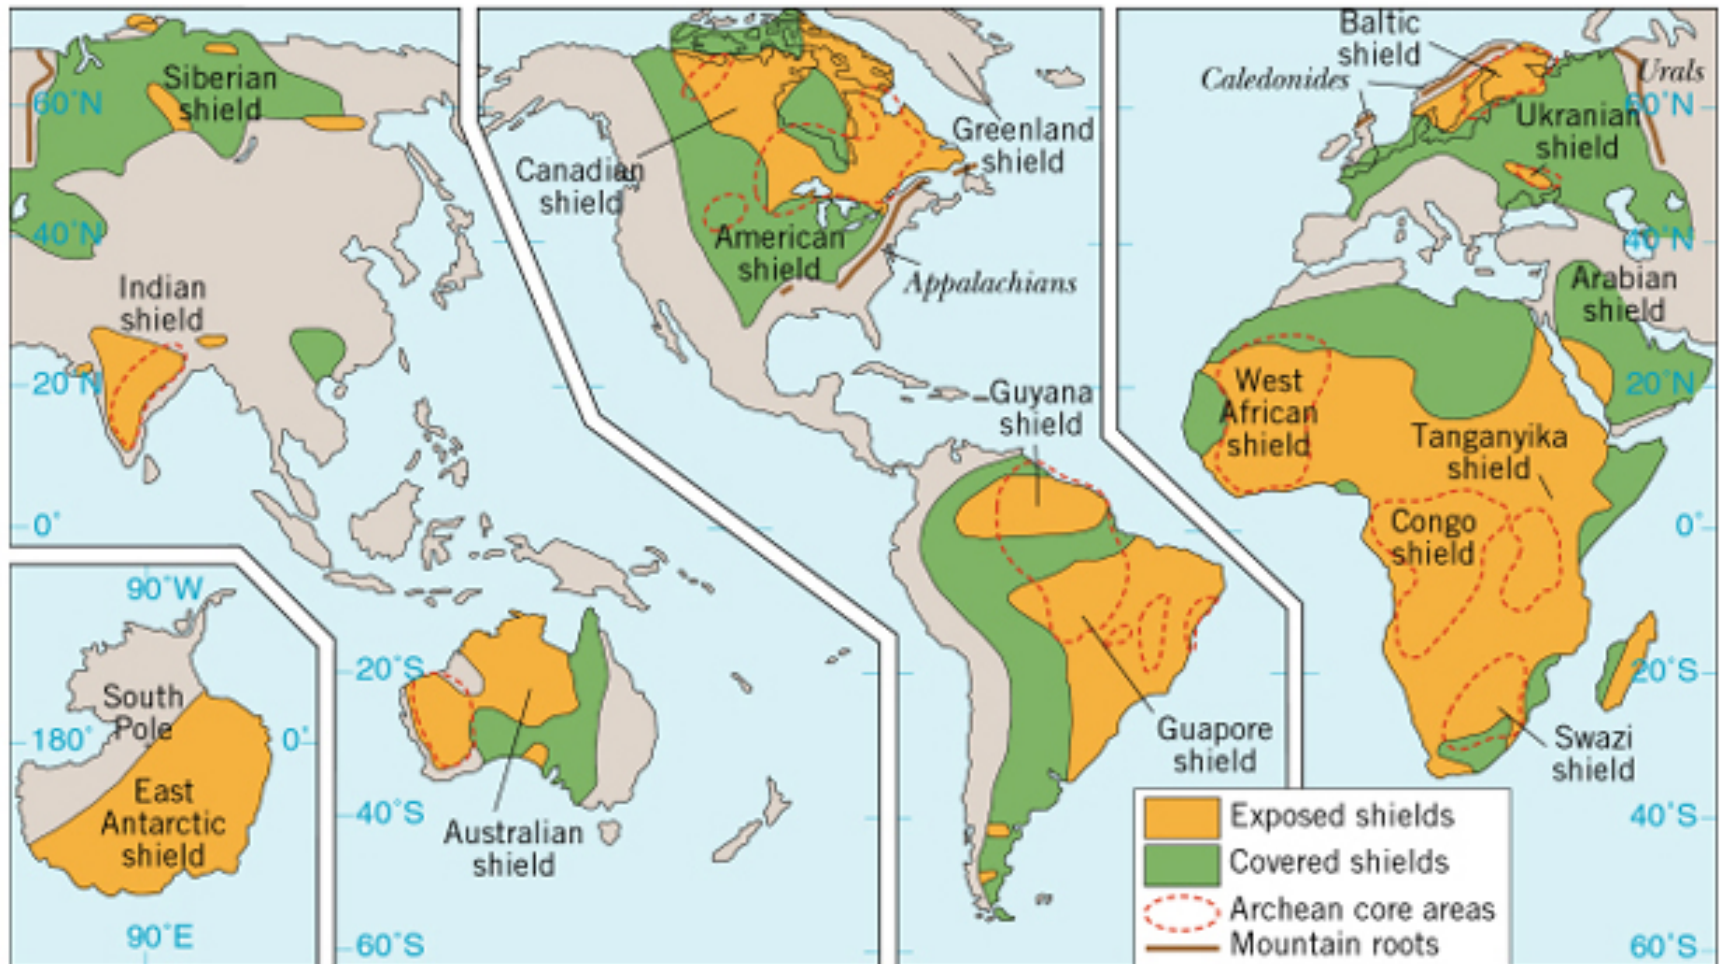 Siberian
shield
60°N
40°N
Indian
shield
20°N
0°
90°W
South
Pole
180°
0°
East
Antarctic
shield
90°E
20°S
40°S
Australian
shield
60°S
Canadian
shield
Greenland
shield
American
shield
Appalachians
Guyana
shield
Guapore
shield
Baltic
shield
Caledonides
Urals
60°N
Ukranian
shield
40°N
Arabian
shield
20°N
West
African
shield
Tanganyika
shield
Congo
shield
0°
20°S
Swazi
shield
40°S
60°S
Exposed shields
Covered shields
Archean core areas
Mountain roots